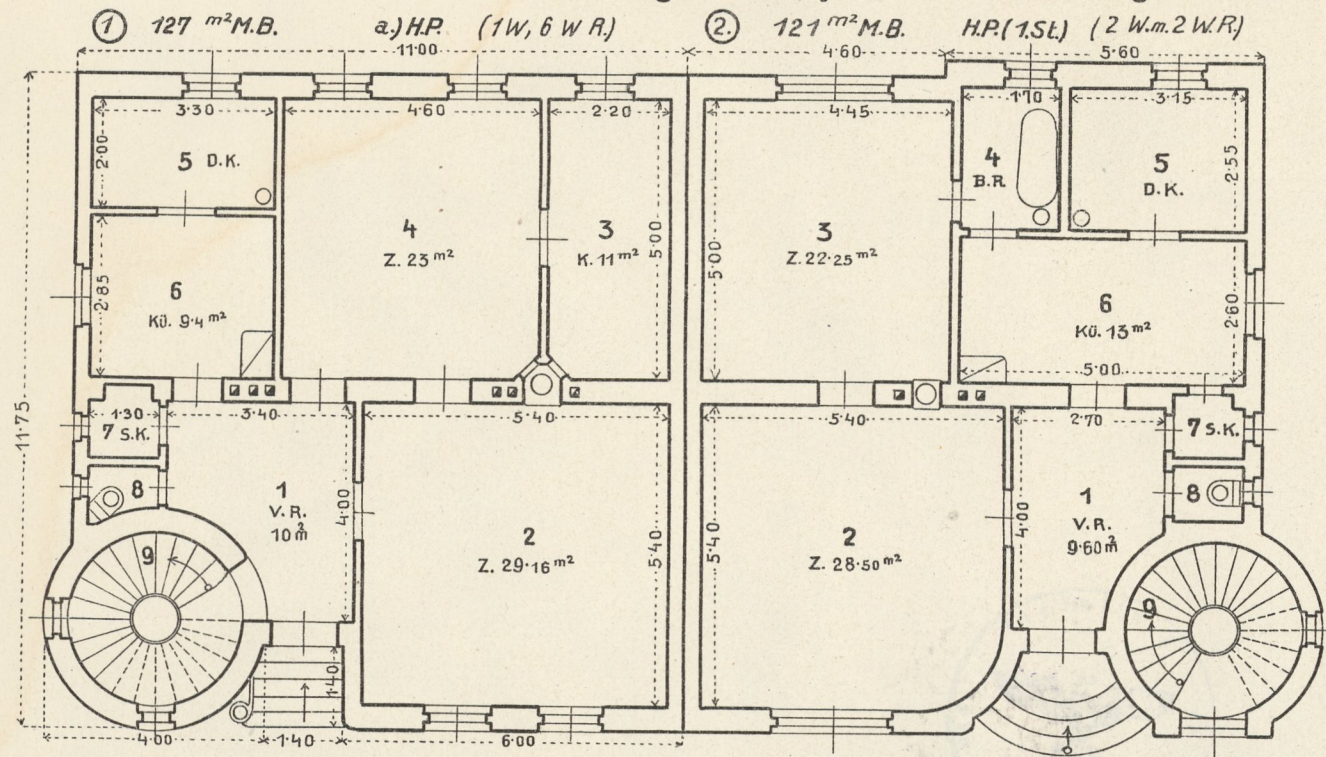 ① 127 m² M.B. a.) H.P. (1W, 6 W R.)
② 121 m² M.B. H.P. (1.St.) (2 W.m.2 W.R.)
11·00
4·60
5·60
3·30
4·60
2·20
4·45
1·70
3·15
2·00
5 D.K.
4
Z. 23 m²
3
K. 11 m²
5·00
5·00
3
Z. 22·25 m²
4
B.R.
5
D.K.
2·55
2·85
6
Kü. 9·4 m²
6
Kü. 13 m²
2·60
5·00
11·75
1·30
3·40
5·40
5·40
2·70
7 S.K.
7 S.K.
8
8
1
V. R.
10 m²
4·00
2
Z. 29·16 m²
5·40
5·40
2
Z. 28·50 m²
4·00
1
V. R.
9·60 m²
9
9
1·40
4·00
1·40
6·00